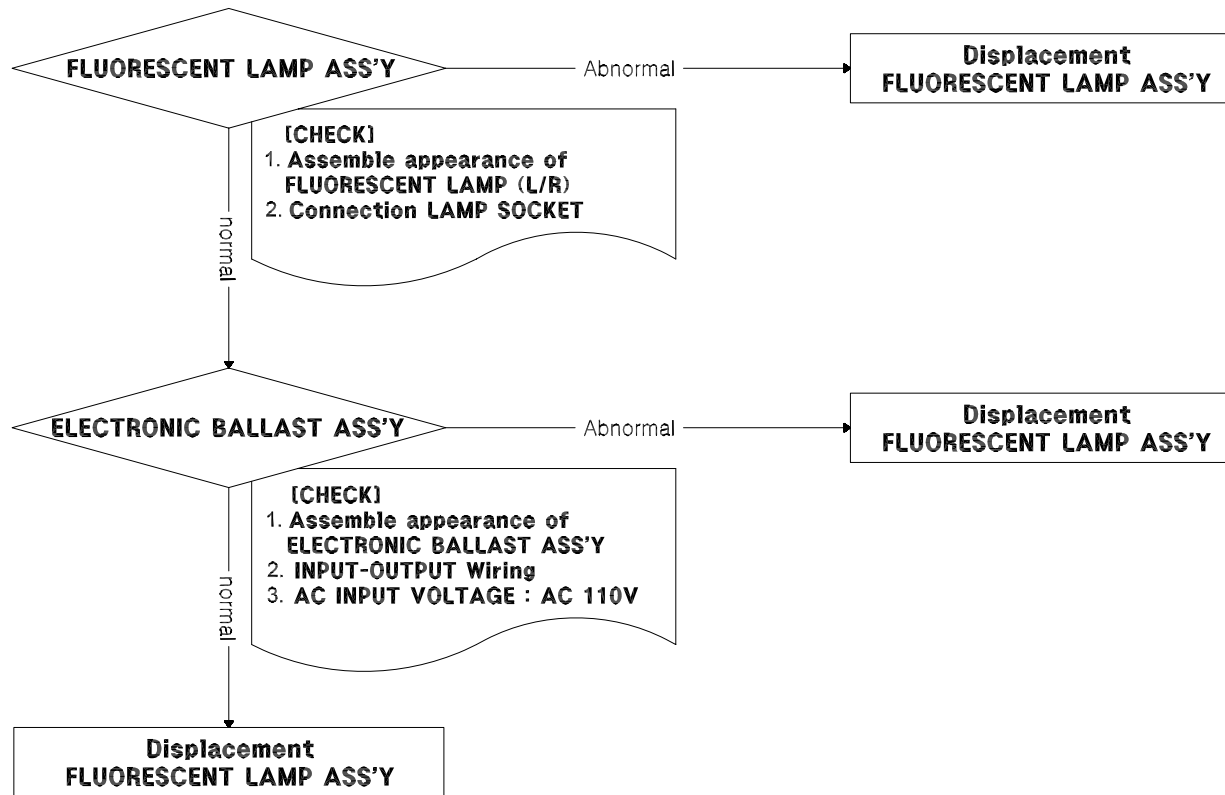 FLUORESCENT LAMP ASS'Y
Abnormal
Displacement
FLUORESCENT LAMP ASS'Y
[CHECK]
1. Assemble appearance of
FLUORESCENT LAMP (L/R)
2. Connection LAMP SOCKET
normal
ELECTRONIC BALLAST ASS'Y
Abnormal
Displacement
FLUORESCENT LAMP ASS'Y
[CHECK]
1. Assemble appearance of
ELECTRONIC BALLAST ASS'Y
2. INPUT-OUTPUT Wiring
3. AC INPUT VOLTAGE : AC 110V
normal
Displacement
FLUORESCENT LAMP ASS'Y